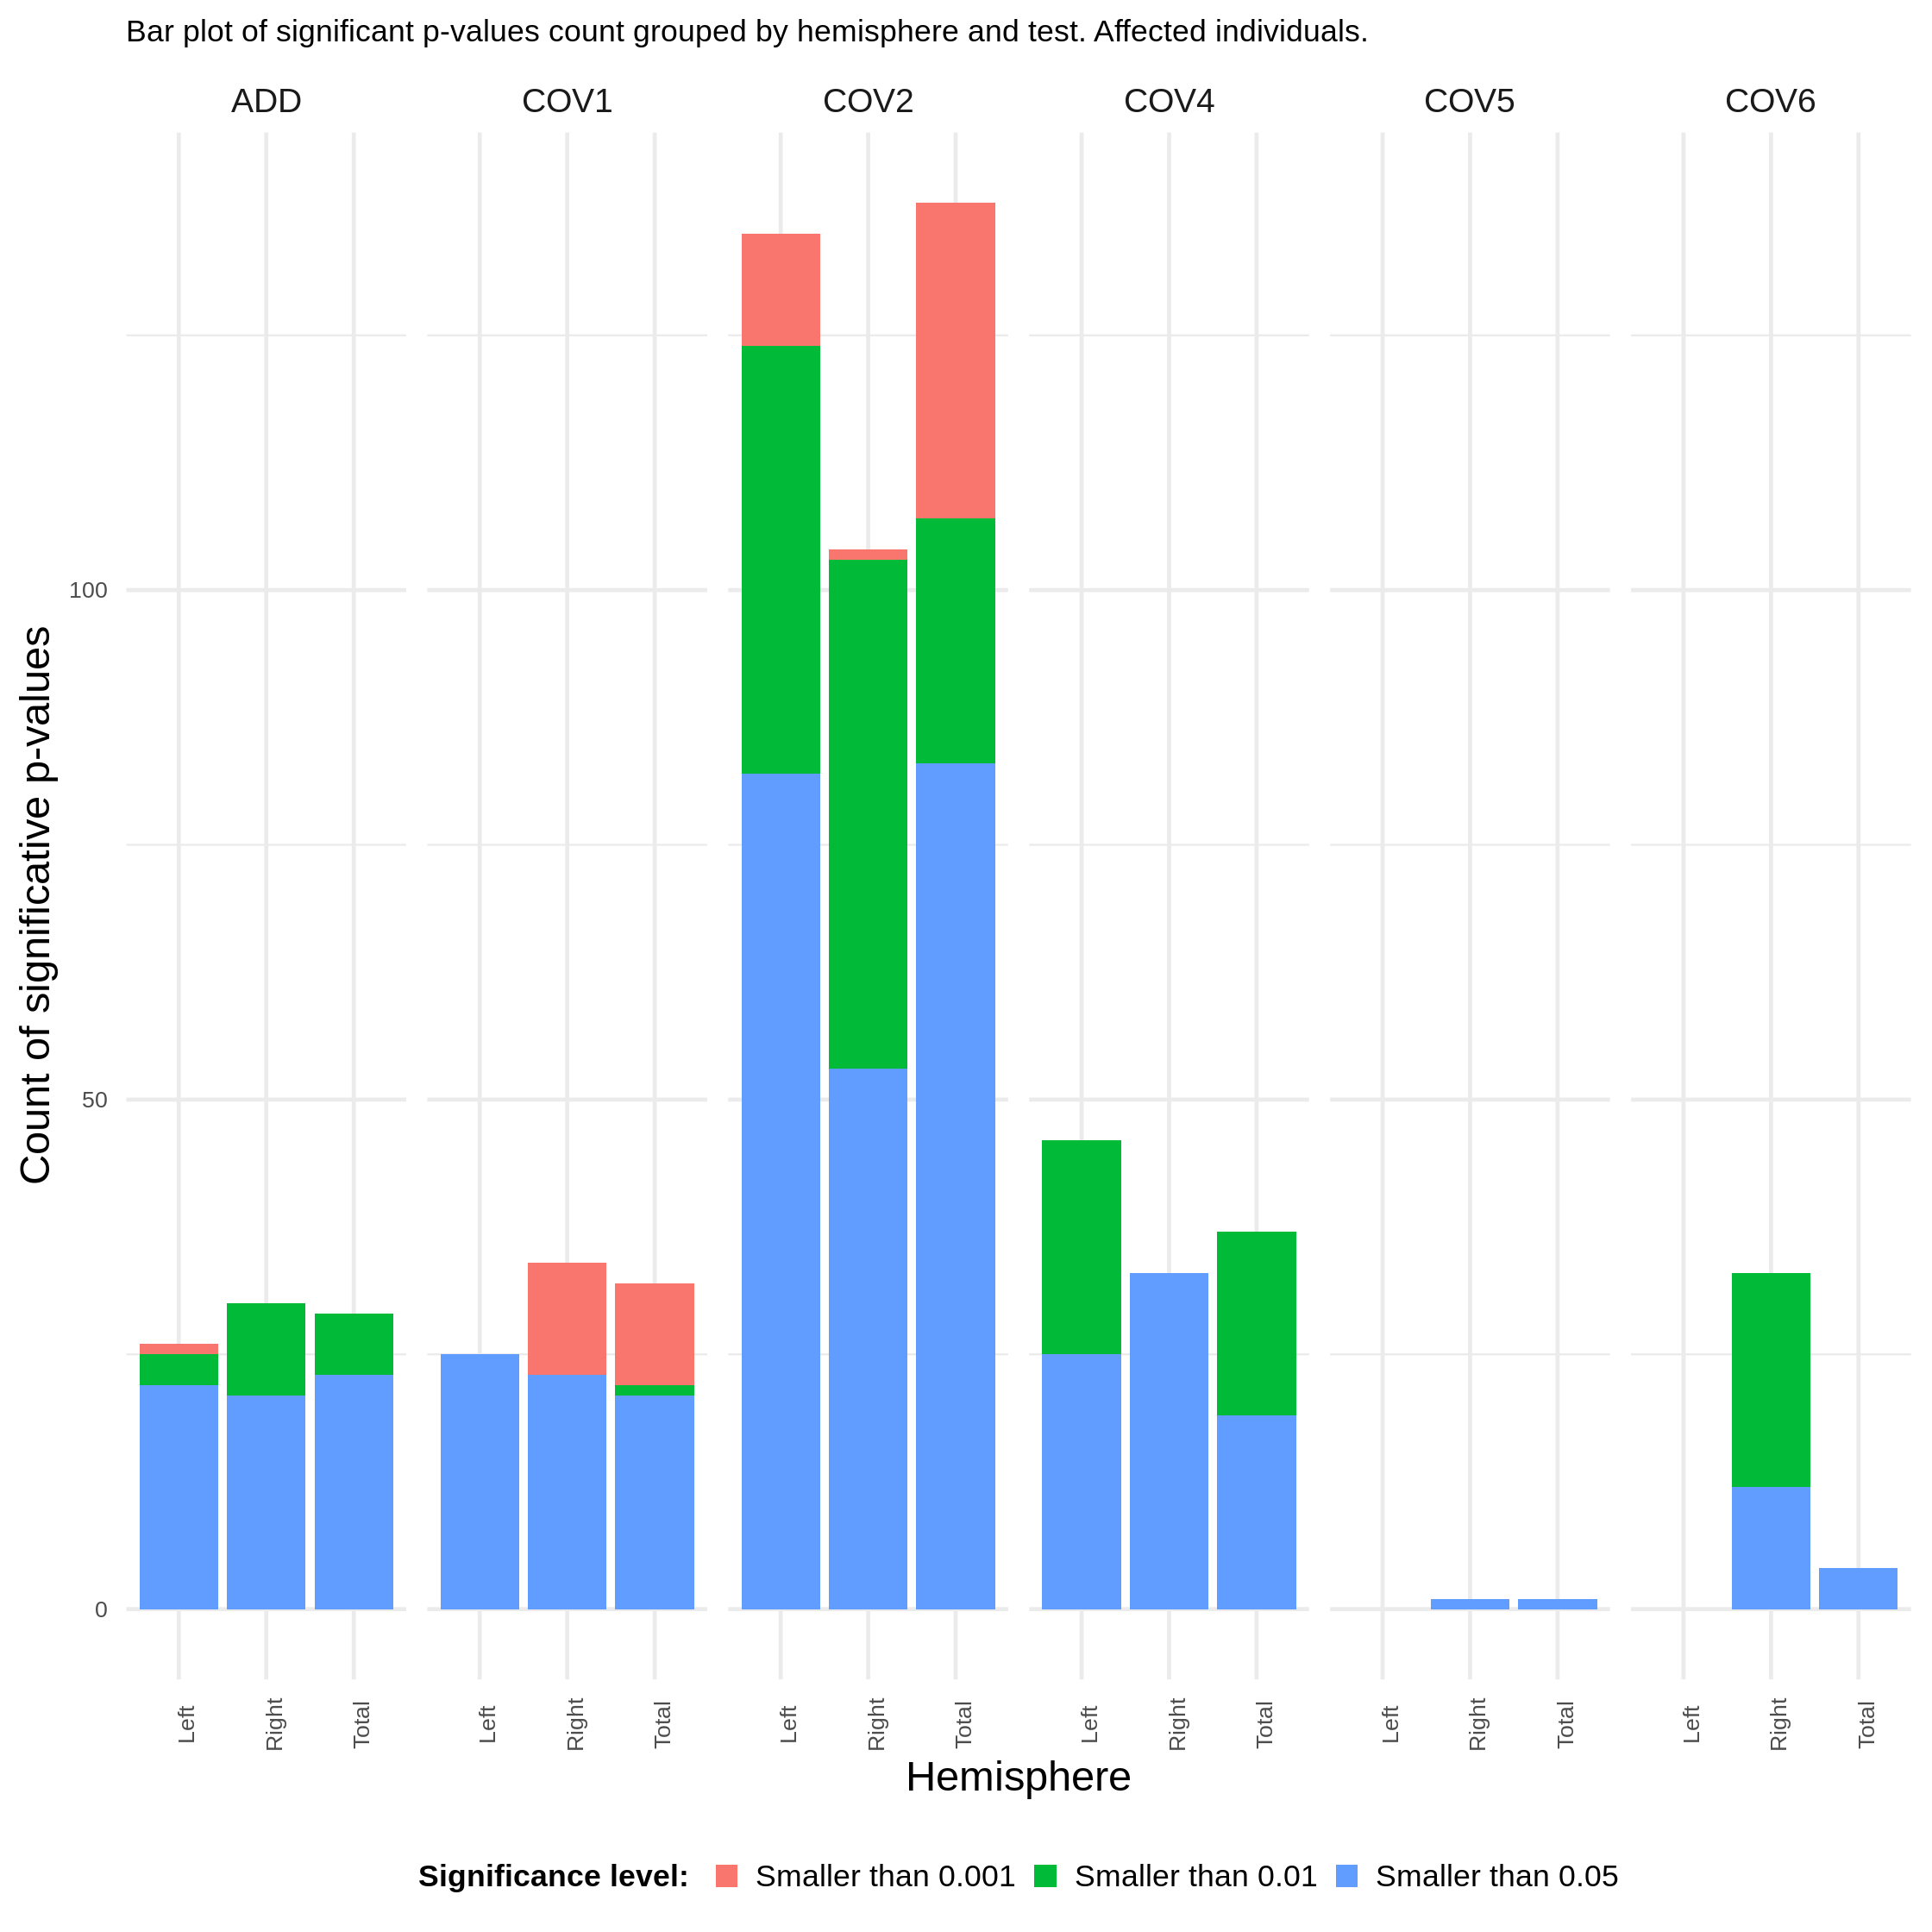 Bar plot of significant p-values count grouped by hemisphere and test. Affected individuals.
ADD COV1 COV2 COV4 COV5 COV6
Count of significative p-values
100
50
0
Left Right Total Left Right Total Left Right Total Left Right Total Left Right Total Left Right Total
Hemisphere
Significance level: Smaller than 0.001 Smaller than 0.01 Smaller than 0.05